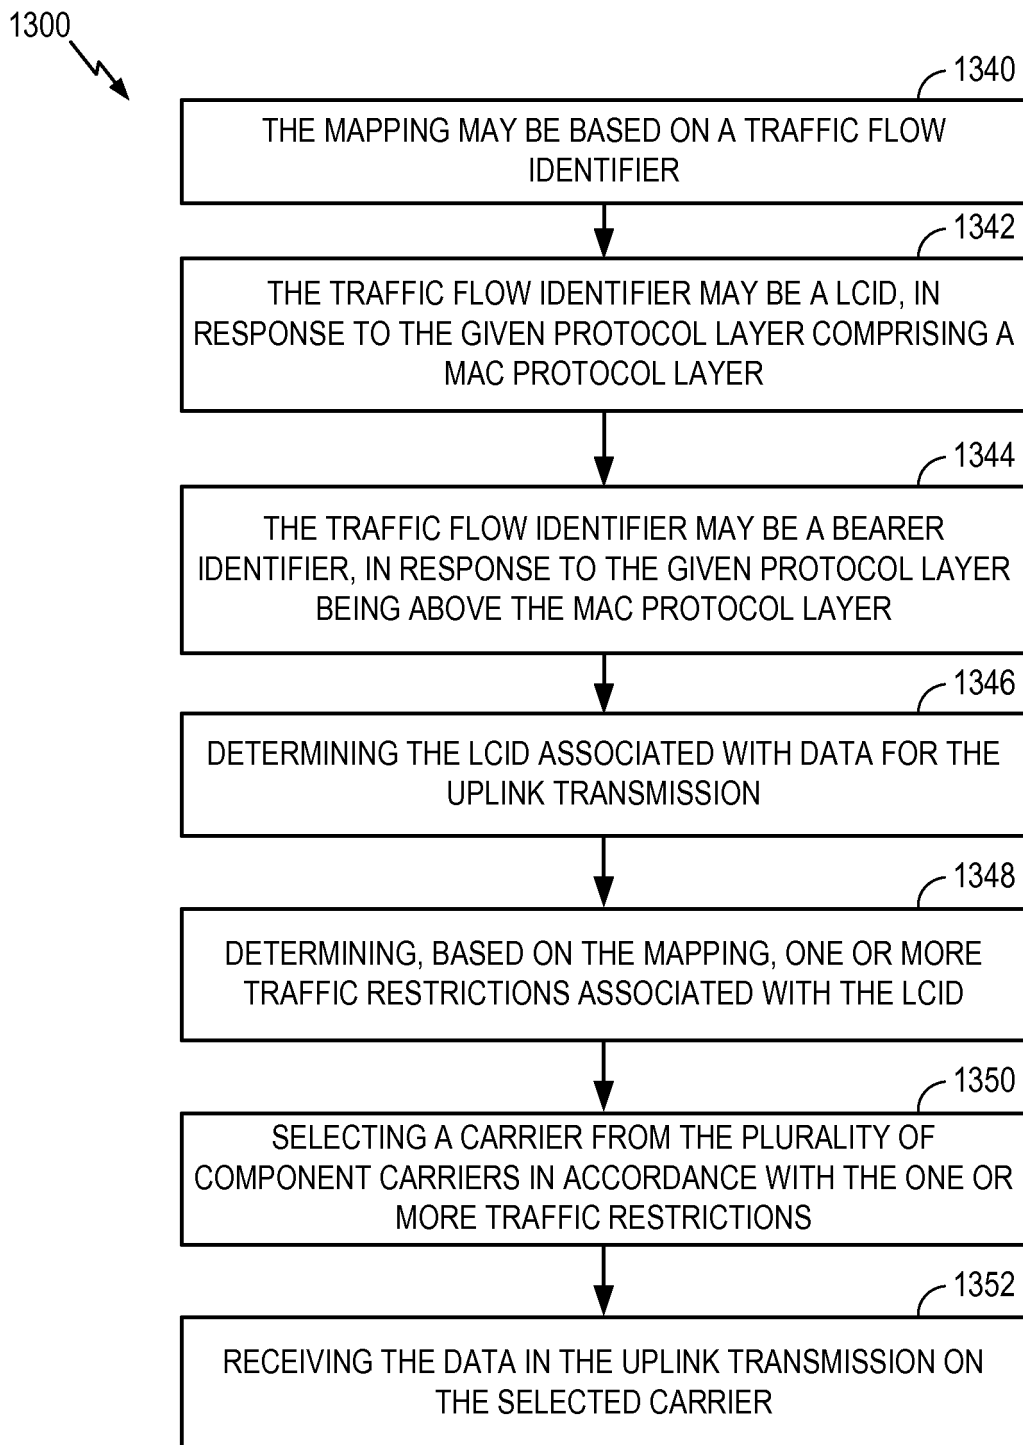 1300
1340
THE MAPPING MAY BE BASED ON A TRAFFIC FLOW
IDENTIFIER
1342
THE TRAFFIC FLOW IDENTIFIER MAY BE A LCID, IN
RESPONSE TO THE GIVEN PROTOCOL LAYER COMPRISING A
MAC PROTOCOL LAYER
1344
THE TRAFFIC FLOW IDENTIFIER MAY BE A BEARER
IDENTIFIER, IN RESPONSE TO THE GIVEN PROTOCOL LAYER
BEING ABOVE THE MAC PROTOCOL LAYER
1346
DETERMINING THE LCID ASSOCIATED WITH DATA FOR THE
UPLINK TRANSMISSION
1348
DETERMINING, BASED ON THE MAPPING, ONE OR MORE
TRAFFIC RESTRICTIONS ASSOCIATED WITH THE LCID
1350
SELECTING A CARRIER FROM THE PLURALITY OF
COMPONENT CARRIERS IN ACCORDANCE WITH THE ONE OR
MORE TRAFFIC RESTRICTIONS
1352
RECEIVING THE DATA IN THE UPLINK TRANSMISSION ON
THE SELECTED CARRIER